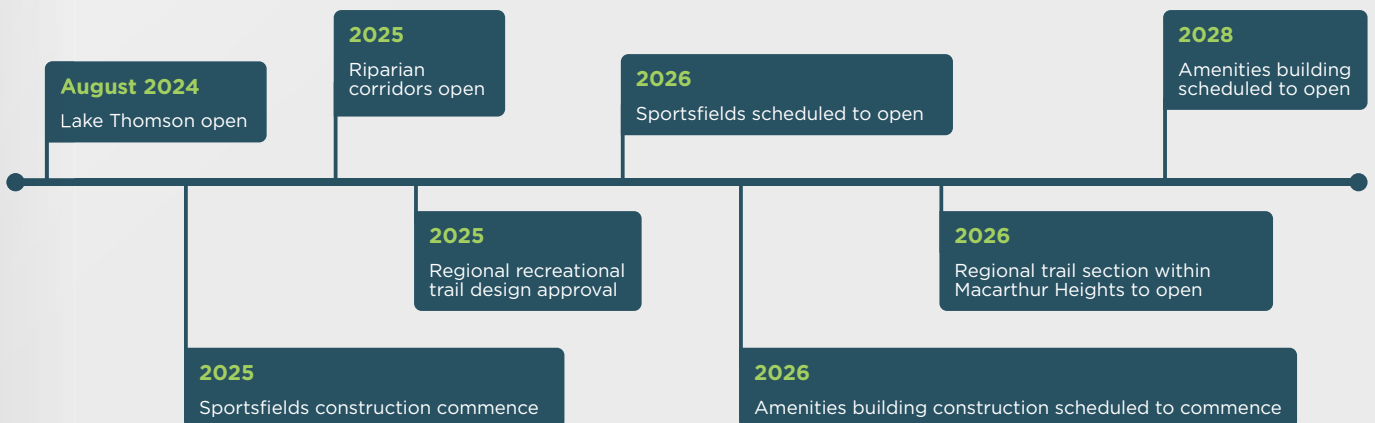 August 2024
Lake Thomson open
2025
Sportsfields construction commence
2025
Riparian
corridors open
2025
Regional recreational
trail design approval
2026
Sportsfields scheduled to open
2026
Amenities building construction scheduled to commence
2026
Regional trail section within
Macarthur Heights to open
2028
Amenities building
scheduled to open